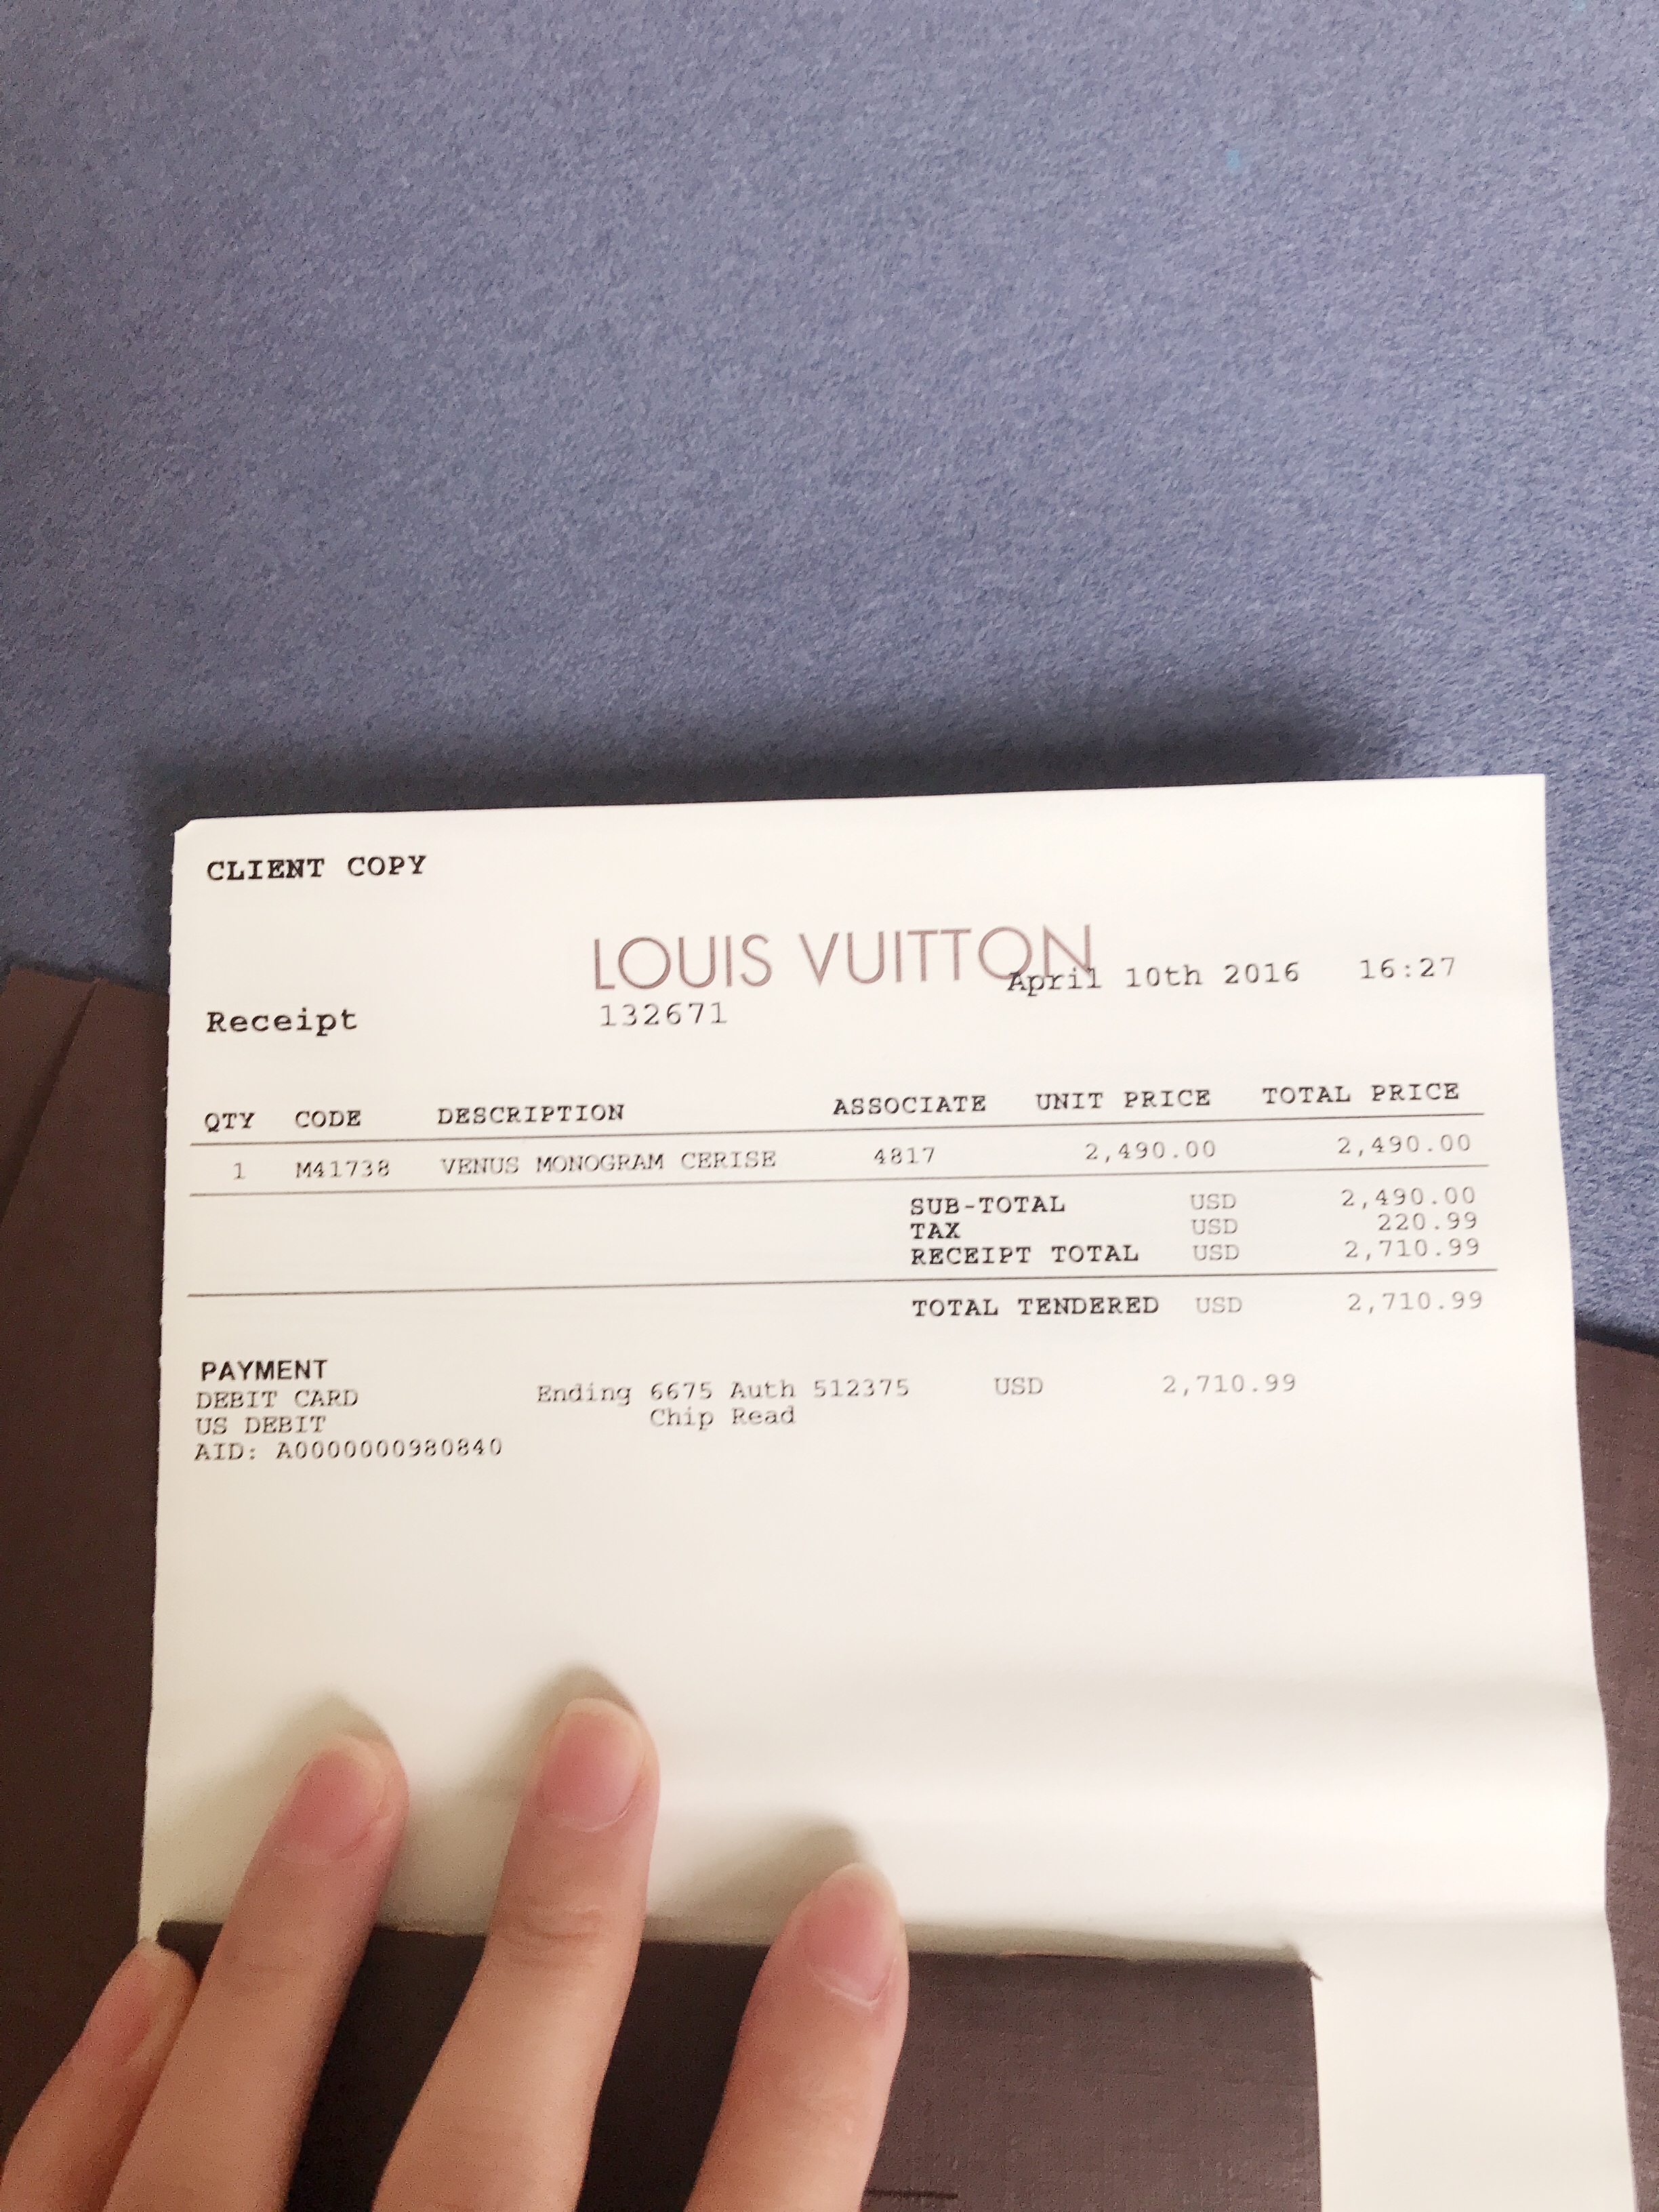 CLIENT COPY
LOUIS VUITTON
April 10th 2016 16:27
Receipt 132671
QTY CODE DESCRIPTION ASSOCIATE UNIT PRICE TOTAL PRICE
1 M41738 VENUS MONOGRAM CERISE 4817 2,490.00 2,490.00
SUB-TOTAL USD 2,490.00
TAX USD 220.99
RECEIPT TOTAL USD 2,710.99
TOTAL TENDERED USD 2,710.99
PAYMENT
DEBIT CARD Ending 6675 Auth 512375 USD 2,710.99
US DEBIT Chip Read
AID: A0000000980840